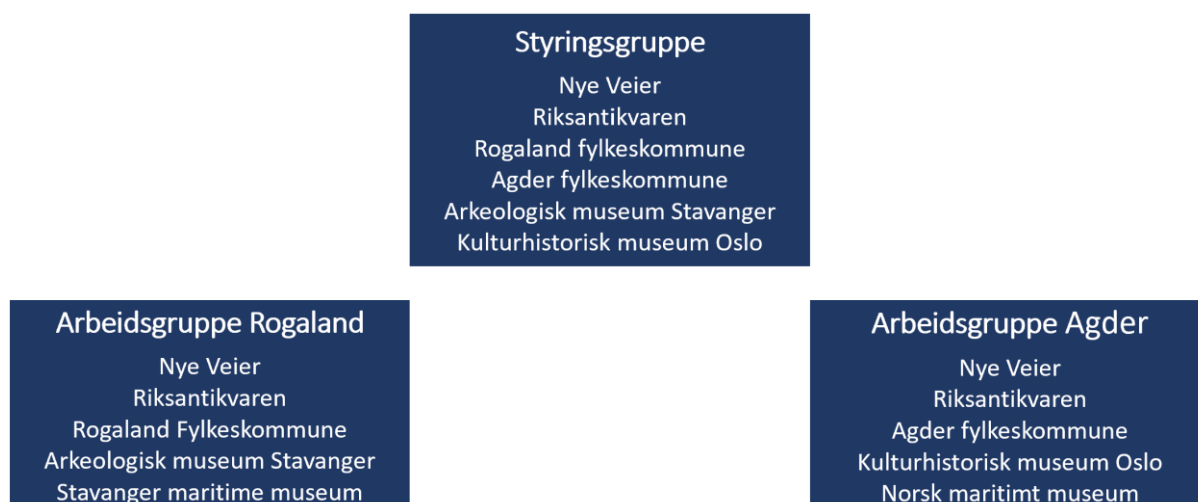 Styringsgruppe
Nye Veier
Riksantikvaren
Rogaland fylkeskommune
Agder fylkeskommune
Arkeologisk museum Stavanger
Kulturhistorisk museum Oslo
Arbeidsgruppe Rogaland
Nye Veier
Riksantikvaren
Rogaland Fylkeskommune
Arkeologisk museum Stavanger
Stavanger maritime museum
Arbeidsgruppe Agder
Nye Veier
Riksantikvaren
Agder fylkeskommune
Kulturhistorisk museum Oslo
Norsk maritimt museum